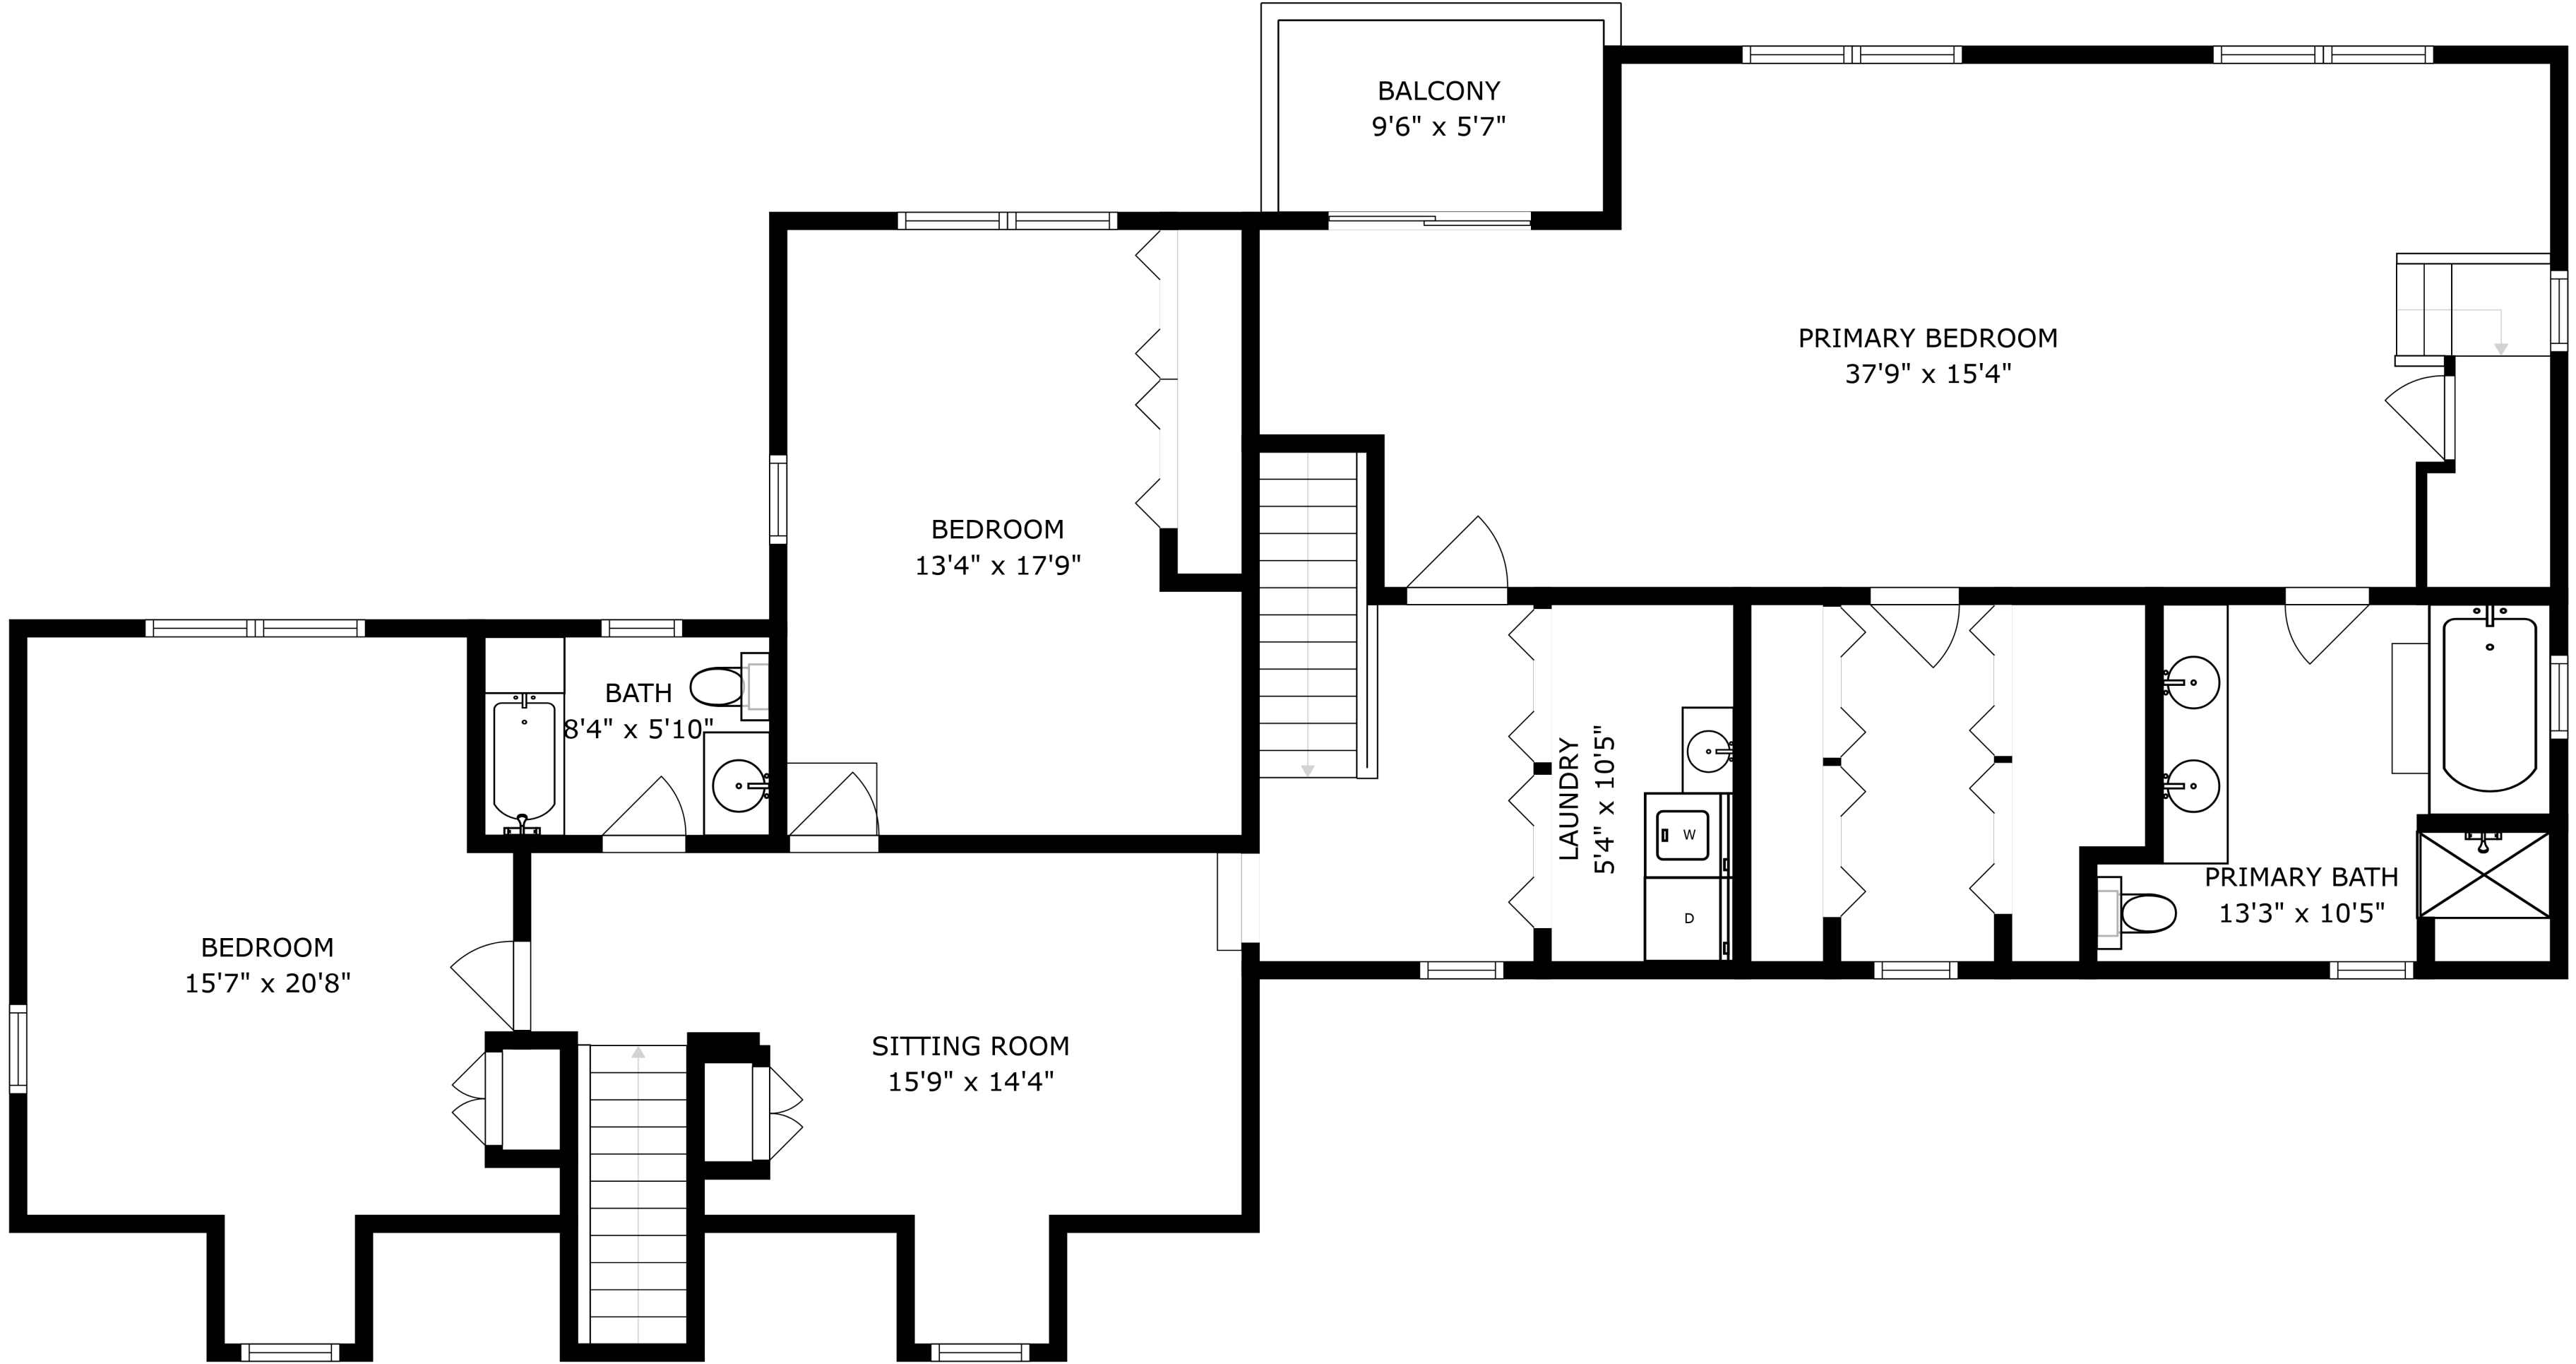 BALCONY
9'6" x 5'7"
PRIMARY BEDROOM
37'9" x 15'4"
BEDROOM
13'4" x 17'9"
BATH
8'4" x 5'10"
LAUNDRY
5'4" x 10'5"
W
D
PRIMARY BATH
13'3" x 10'5"
BEDROOM
15'7" x 20'8"
SITTING ROOM
15'9" x 14'4"